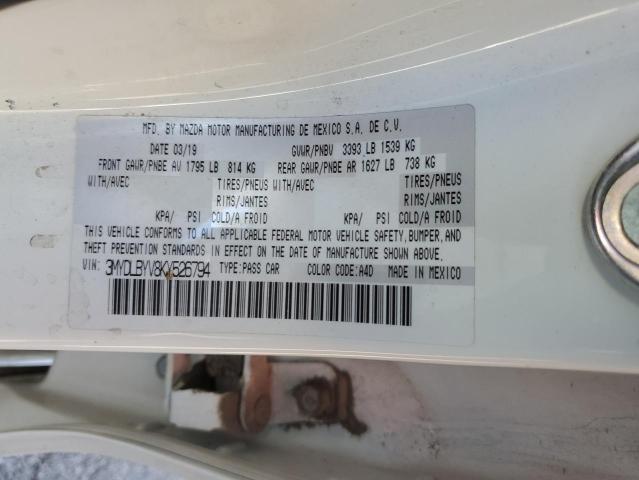 MFD. BY MAZDA MOTOR MANUFACTURING DE MEXICO S.A. DE C.V.
DATE 03/19 GVWR/PNBV 3393 LB 1539 KG
FRONT GAWR/PNBE AV 1795 LB 814 KG REAR GAWR/PNBE AR 1627 LB 738 KG
WITH/AVEC TIRES/PNEUS WITH/AVEC TIRES/PNEUS
RIMS/JANTES RIMS/JANTES
KPA/ PSI COLD/A FROID KPA/ PSI COLD/A FROID
THIS VEHICLE CONFORMS TO ALL APPLICABLE FEDERAL MOTOR VEHICLE SAFETY, BUMPER, AND
THEFT PREVENTION STANDARDS IN EFFECT ON THE DATE OF MANUFACTURE SHOWN ABOVE.
VIN: 3MYDLBYV8KY526794 TYPE: PASS CAR COLOR CODE: A4D MADE IN MEXICO